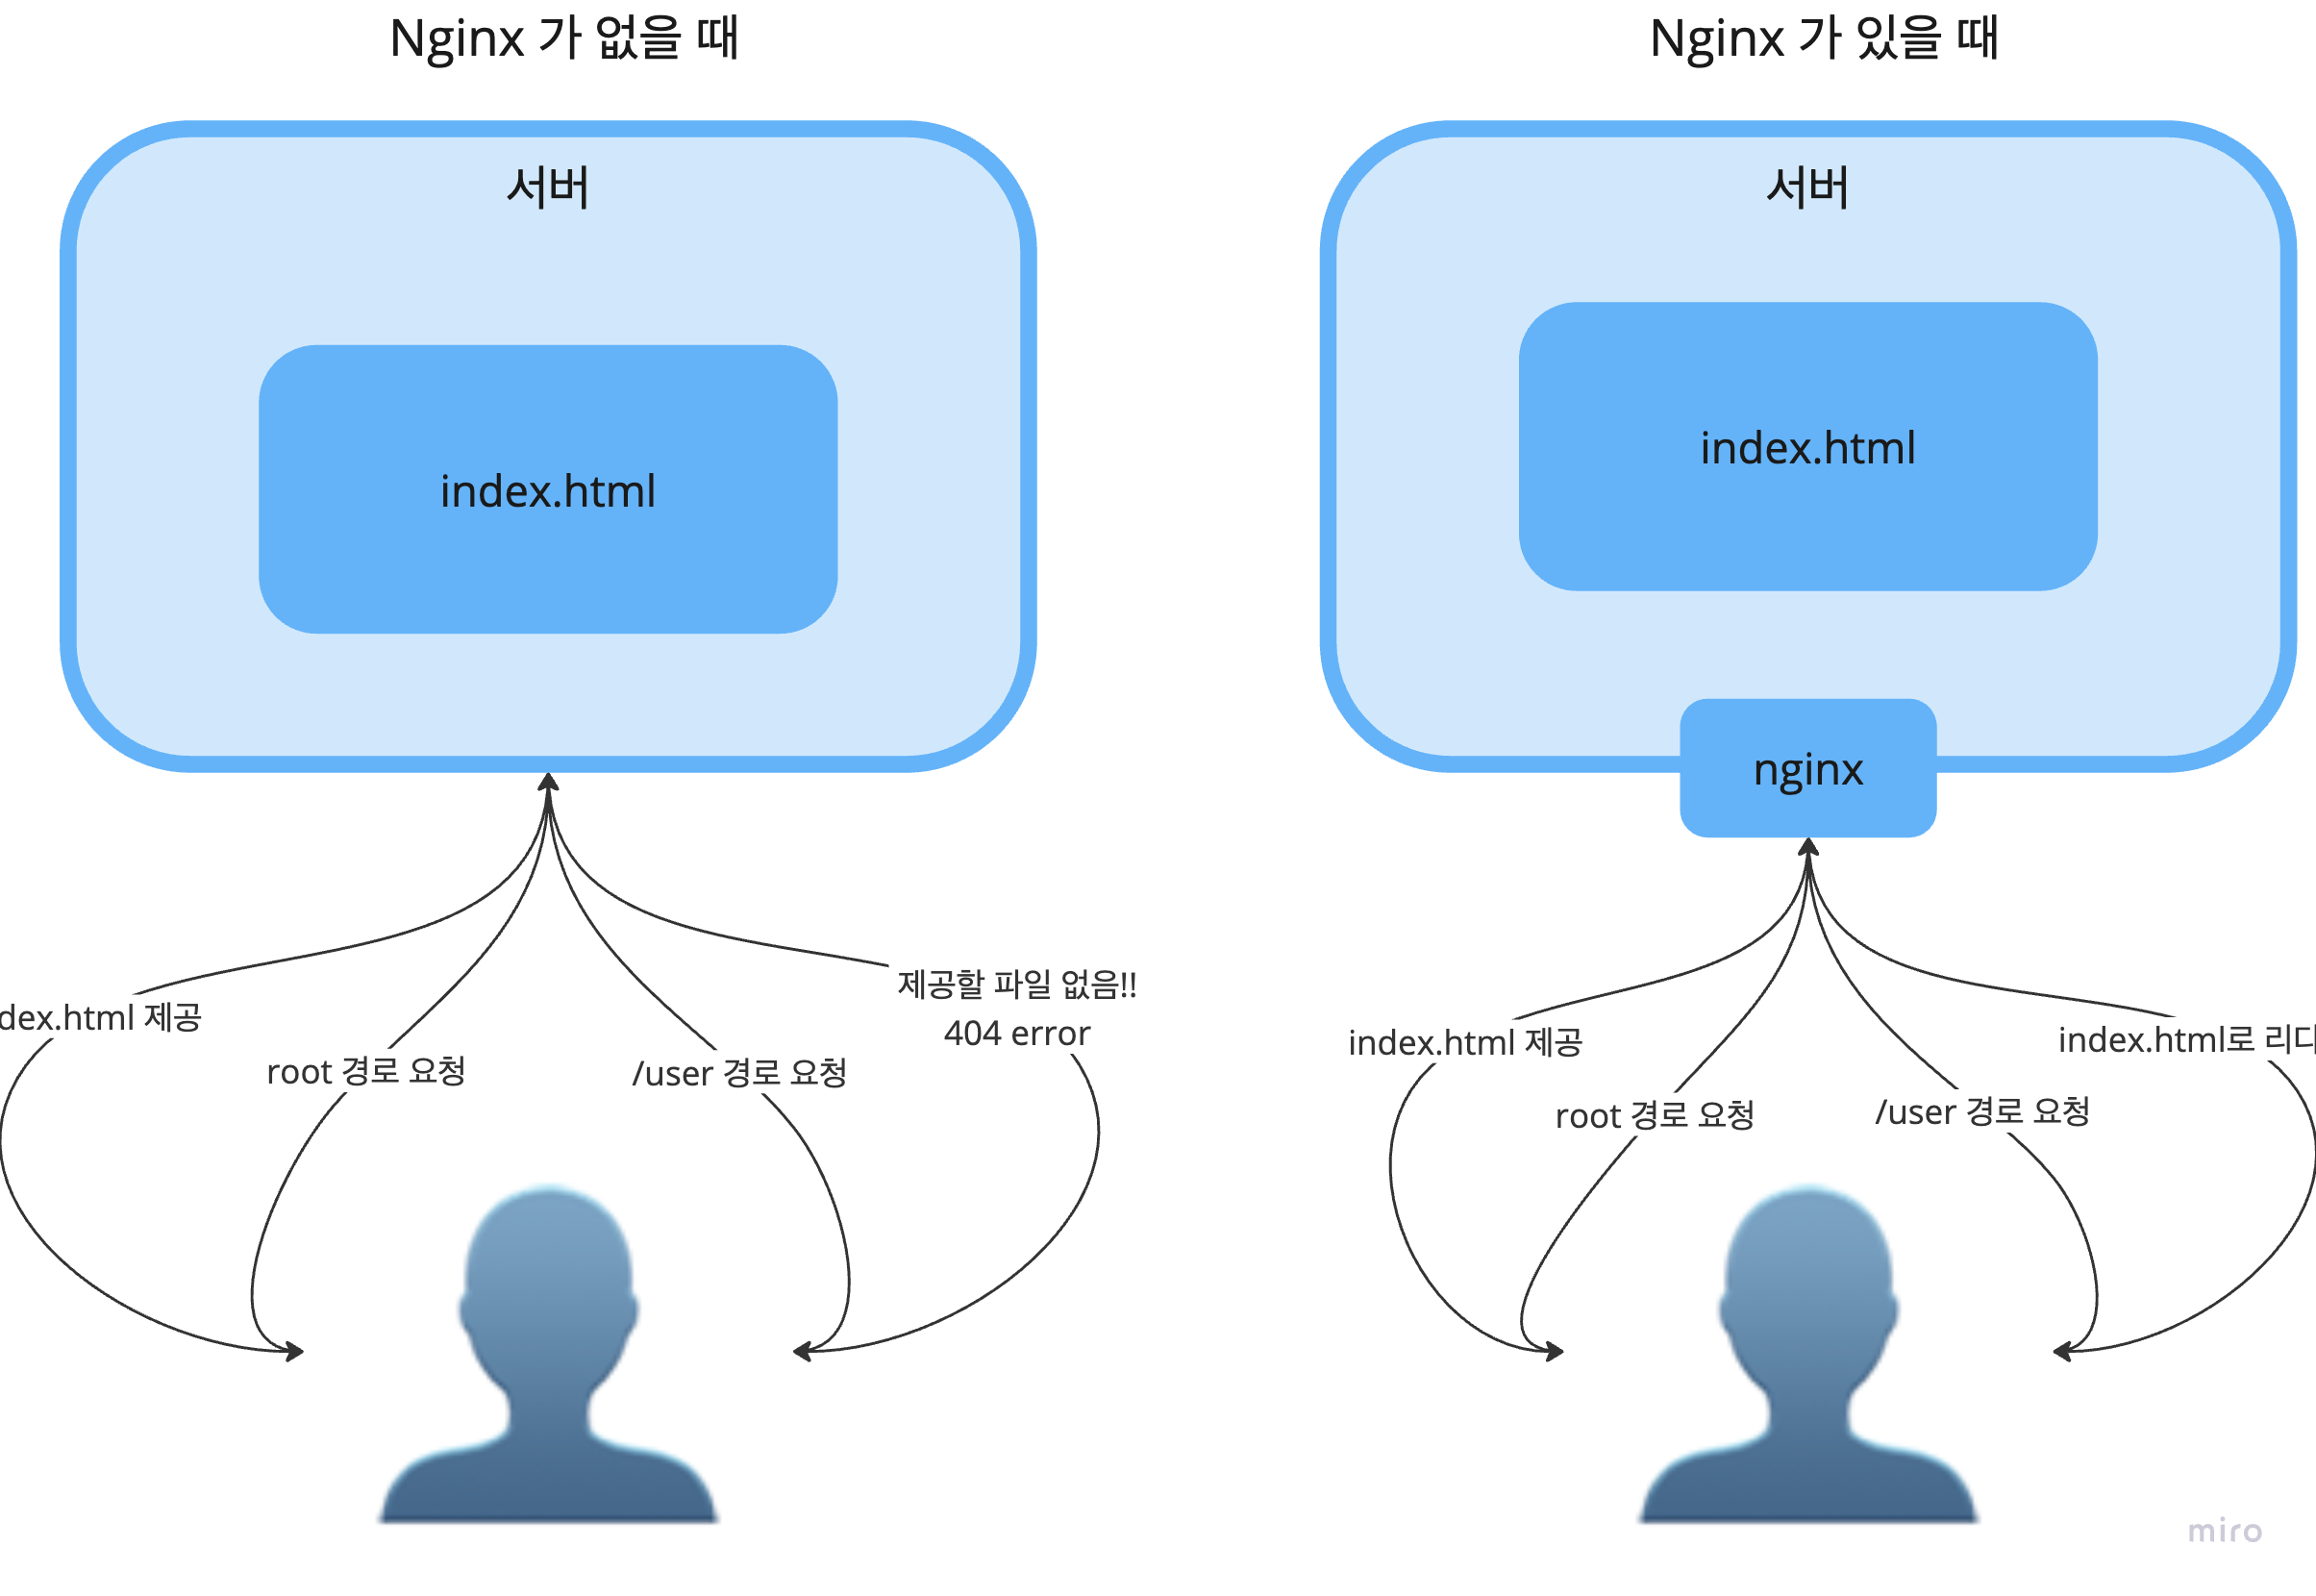 Nginx 가 없을 때
서버
index.html
dex.html 제공
root 경로 요청
/user 경로 요청
제공할 파일 없음!!
404 error
Nginx 가 있을 때
서버
index.html
nginx
index.html 제공
root 경로 요청
/user 경로 요청
index.html로 리다
miro